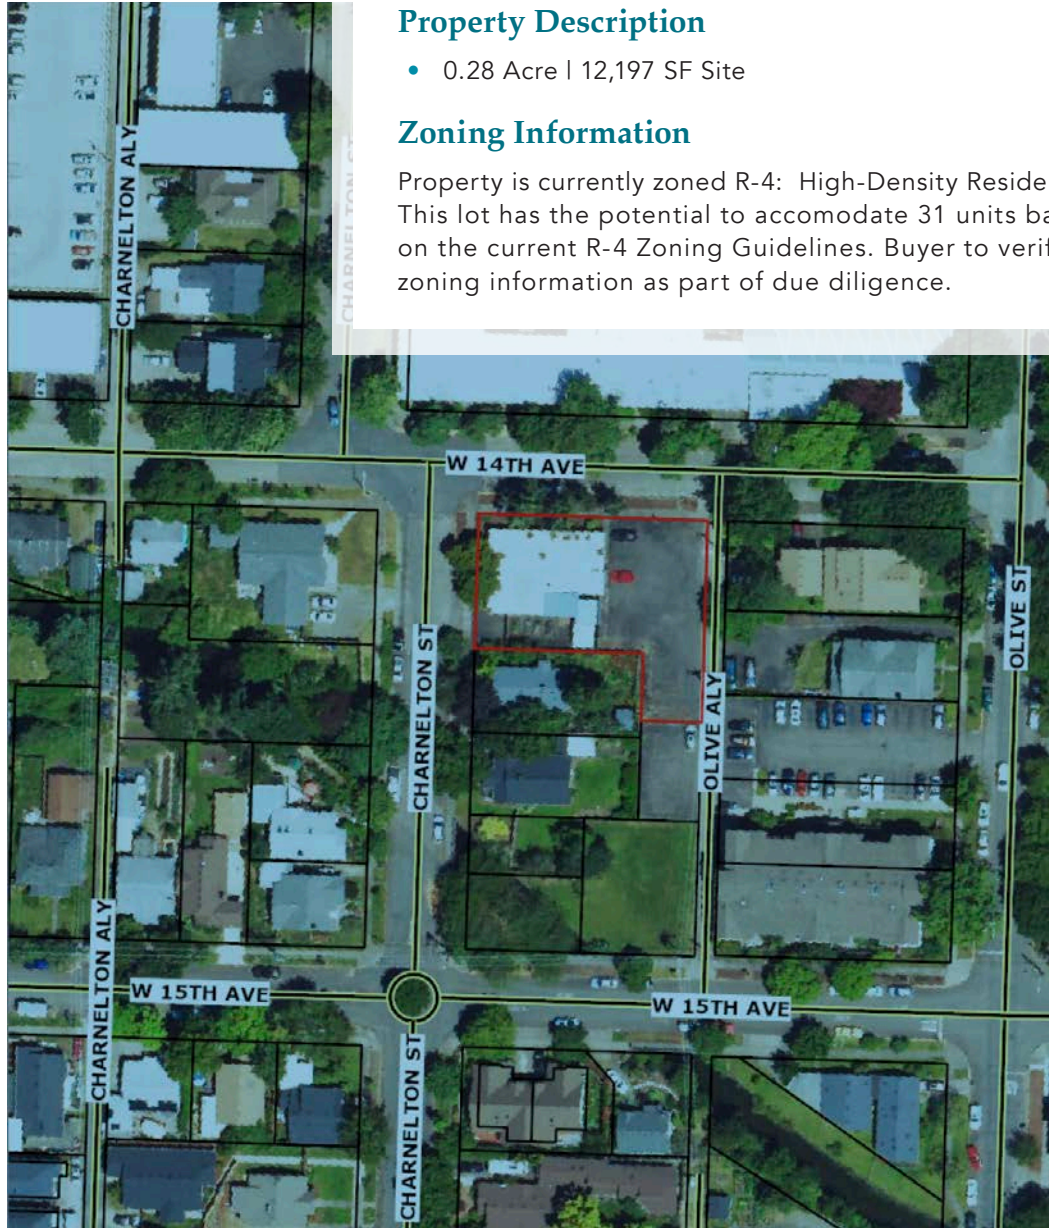 Property Description
• 0.28 Acre | 12,197 SF Site
Zoning Information
Property is currently zoned R-4: High-Density Reside
This lot has the potential to accomodate 31 units ba
on the current R-4 Zoning Guidelines. Buyer to verif
zoning information as part of due diligence.
CHARNELTON ALY
CHARNELTON ST
W 14TH AVE
CHARNELTON ST
OLIVE ALY
OLIVE ST
CHARNELTON ALY
W 15TH AVE
W 15TH AVE
CHARNELTON ST